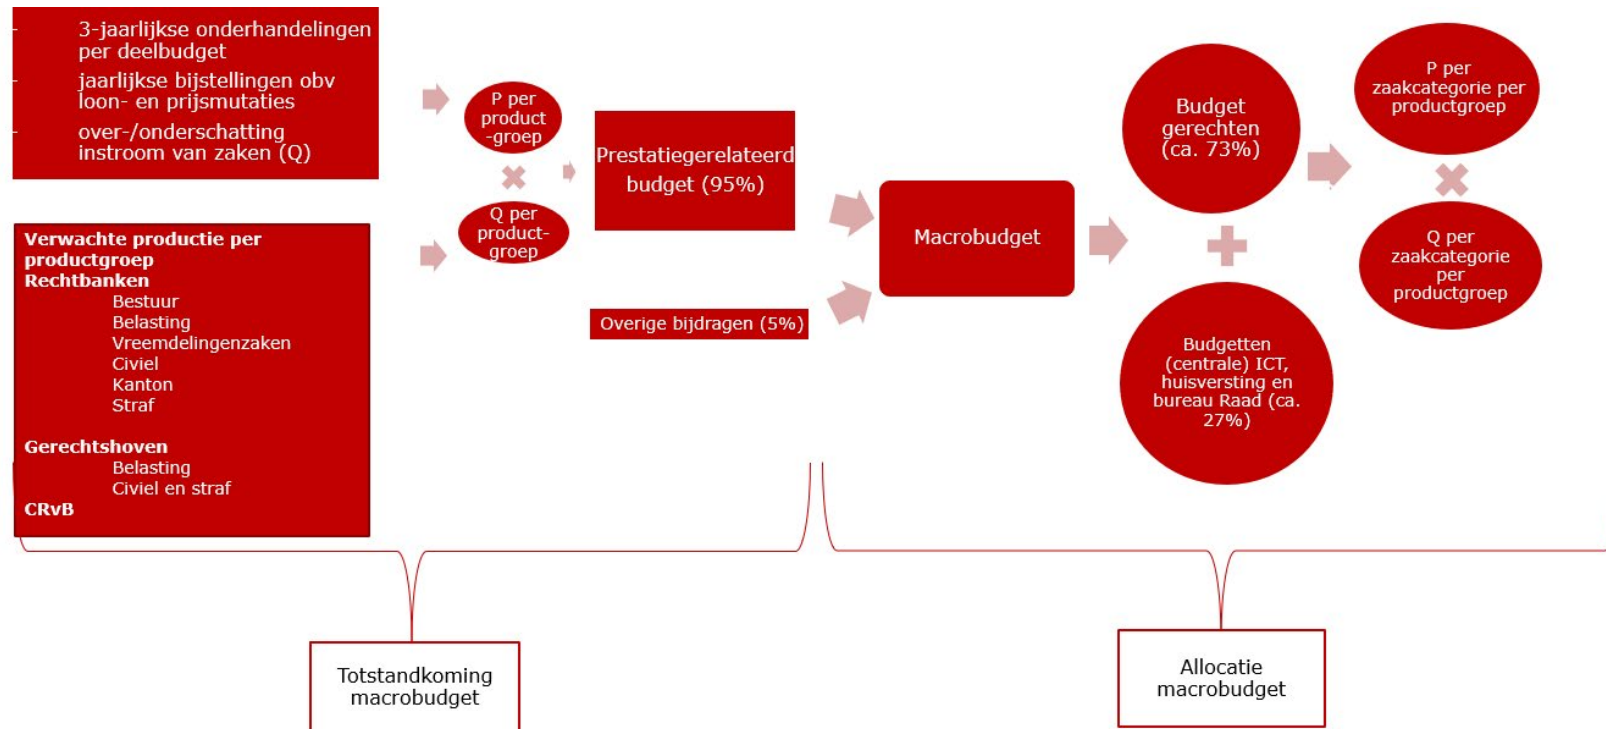 - 3-jaarlijkse onderhandelingen
per deelbudget
- jaarlijkse bijstellingen obv
loon- en prijsmutaties
- over-/onderschatting
instroom van zaken (Q)
Verwachte productie per
productgroep
Rechtbanken
Bestuur
Belasting
Vreemdelingenzaken
Civiel
Kanton
Straf
Gerechtshoven
Belasting
Civiel en straf
CRvB
P per
product
-groep
Q per
product-
groep
Prestatiegerelateerd
budget (95%)
Overige bijdragen (5%)
Macrobudget
Budget
gerechten
(ca. 73%)
Budgetten
(centrale) ICT,
huisversting en
bureau Raad (ca.
27%)
P per
zaakcategorie per
productgroep
Q per
zaakcategorie
per
productgroep
Totstandkoming
macrobudget
Allocatie
macrobudget